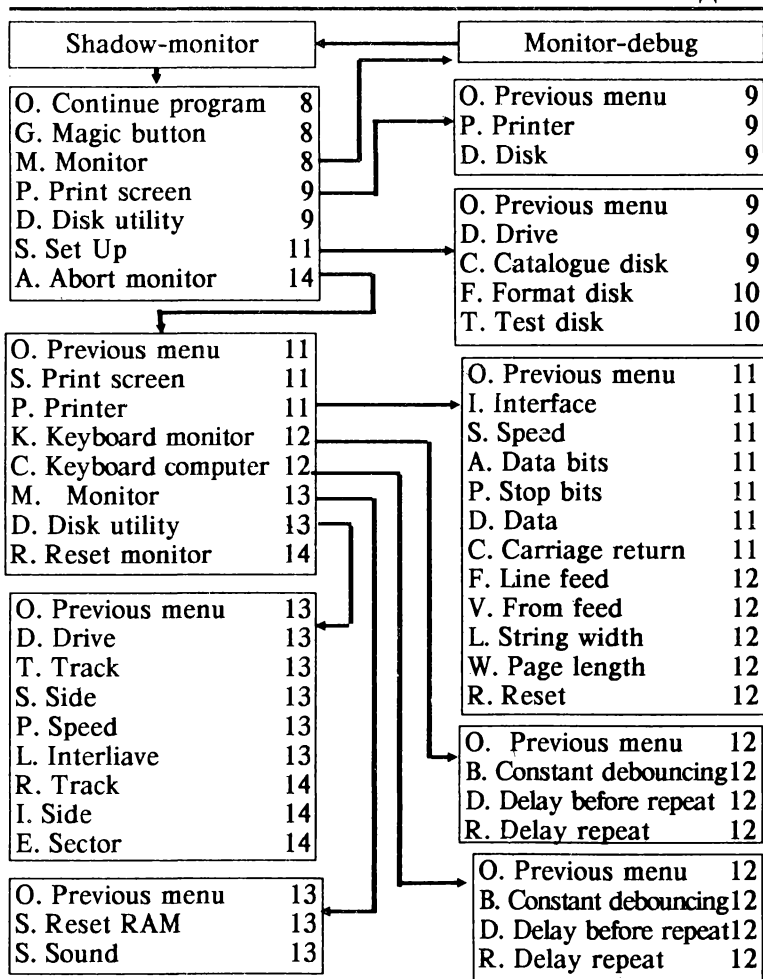 Shadow-monitor
O. Continue program 8
G. Magic button 8
M. Monitor 8
P. Print screen 9
D. Disk utility 9
S. Set Up 11
A. Abort monitor 14
O. Previous menu 11
S. Print screen 11
P. Printer 11
K. Keyboard monitor 12
C. Keyboard computer 12
M. Monitor 13
D. Disk utility 13
R. Reset monitor 14
O. Previous menu 13
D. Drive 13
T. Track 13
S. Side 13
P. Speed 13
L. Interliave 13
R. Track 14
I. Side 14
E. Sector 14
O. Previous menu 13
S. Reset RAM 13
S. Sound 13
Monitor-debug
O. Previous menu 9
P. Printer 9
D. Disk 9
O. Previous menu 9
D. Drive 9
C. Catalogue disk 9
F. Format disk 10
T. Test disk 10
O. Previous menu 11
I. Interface 11
S. Speed 11
A. Data bits 11
P. Stop bits 11
D. Data 11
C. Carriage return 11
F. Line feed 12
V. From feed 12
L. String width 12
W. Page length 12
R. Reset 12
O. Previous menu 12
B. Constant debouncing 12
D. Delay before repeat 12
R. Delay repeat 12
O. Previous menu 12
B. Constant debouncing 12
D. Delay before repeat 12
R. Delay repeat 12